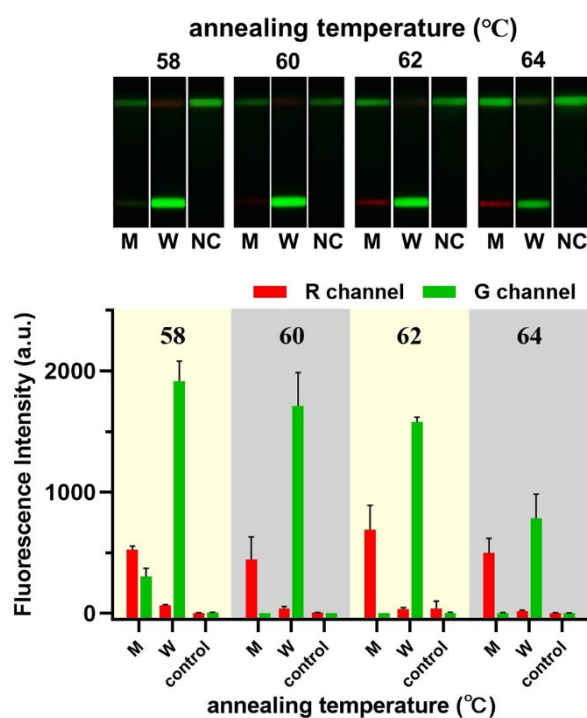 annealing temperature (℃)
58 60 62 64
M W NC M W NC M W NC M W NC
R channel G channel
Fluorescence Intensity (a.u.)
2000
1000
0
58 60 62 64
M W control M W control M W control M W control
annealing temperature (℃)